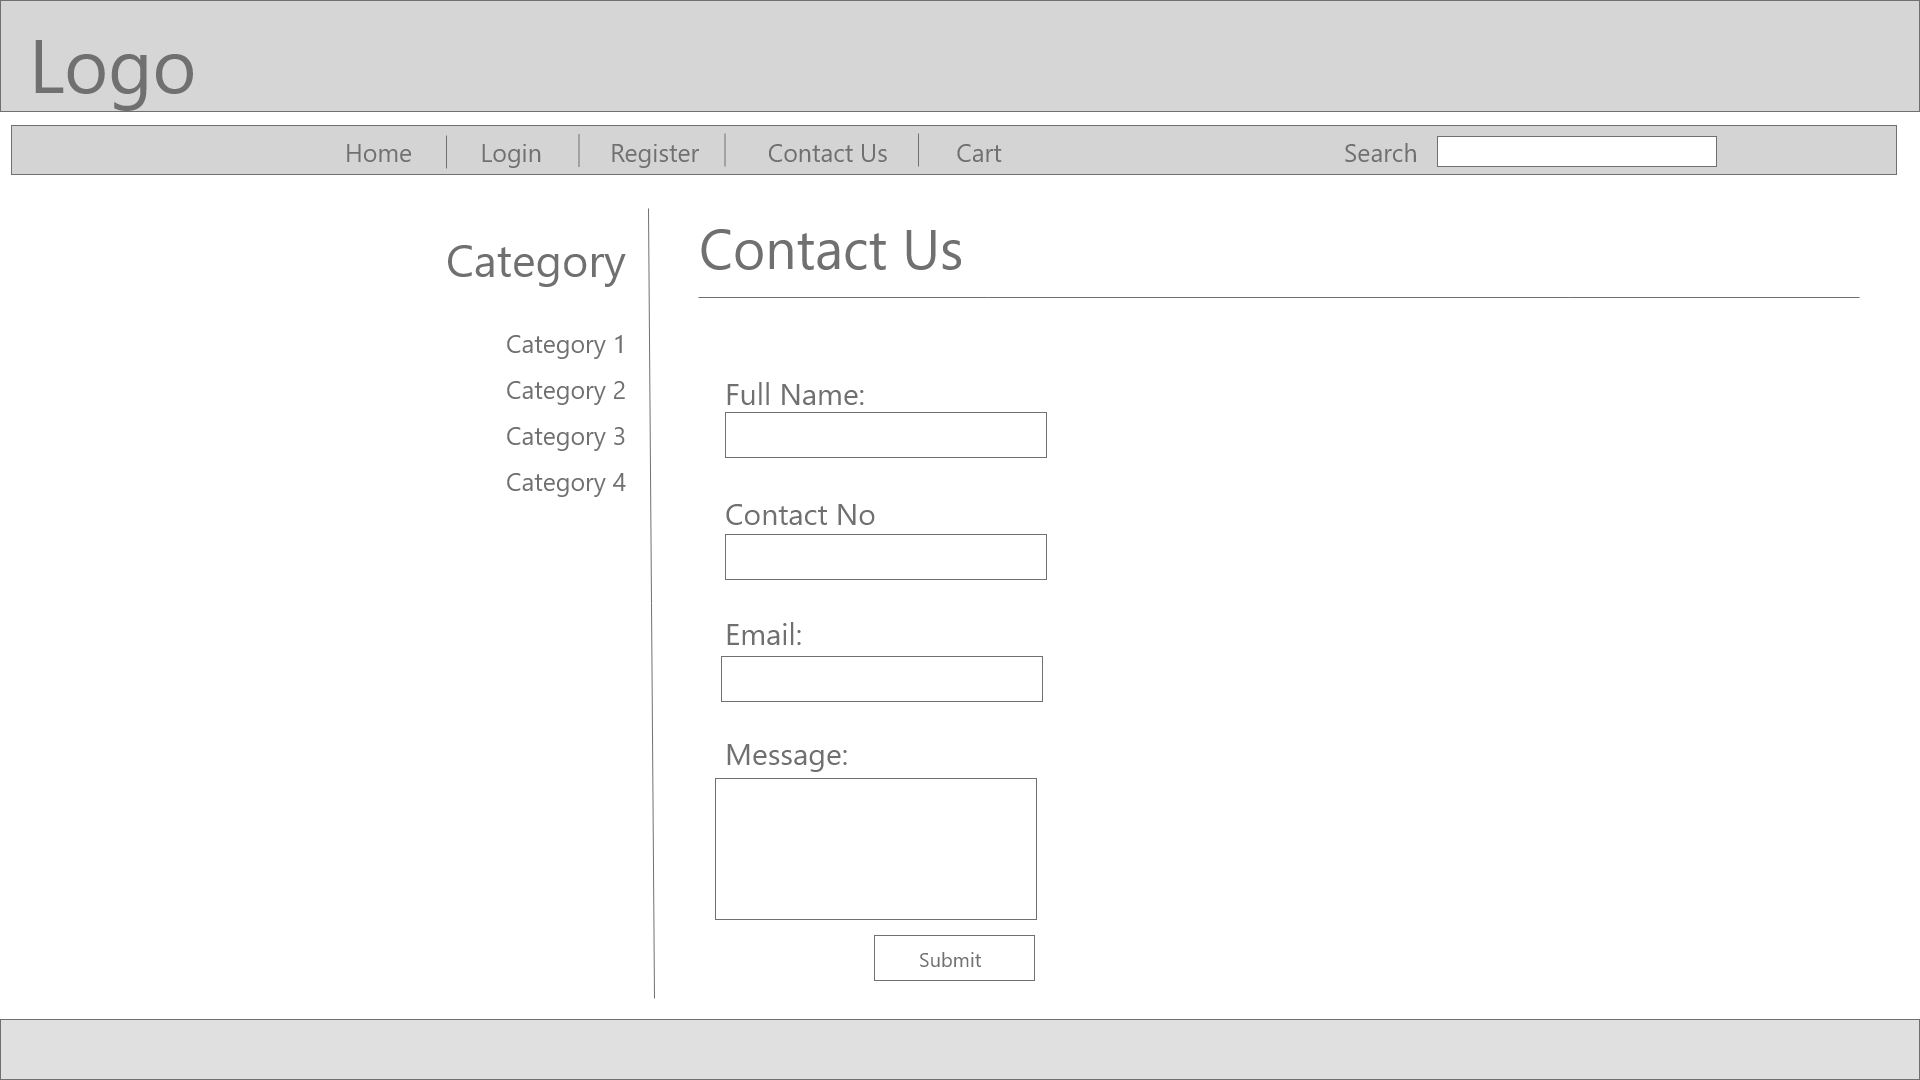 Logo
Home Login Register Contact Us Cart Search
Category
Category 1
Category 2
Category 3
Category 4
Contact Us
Full Name:
Contact No
Email:
Message:
Submit